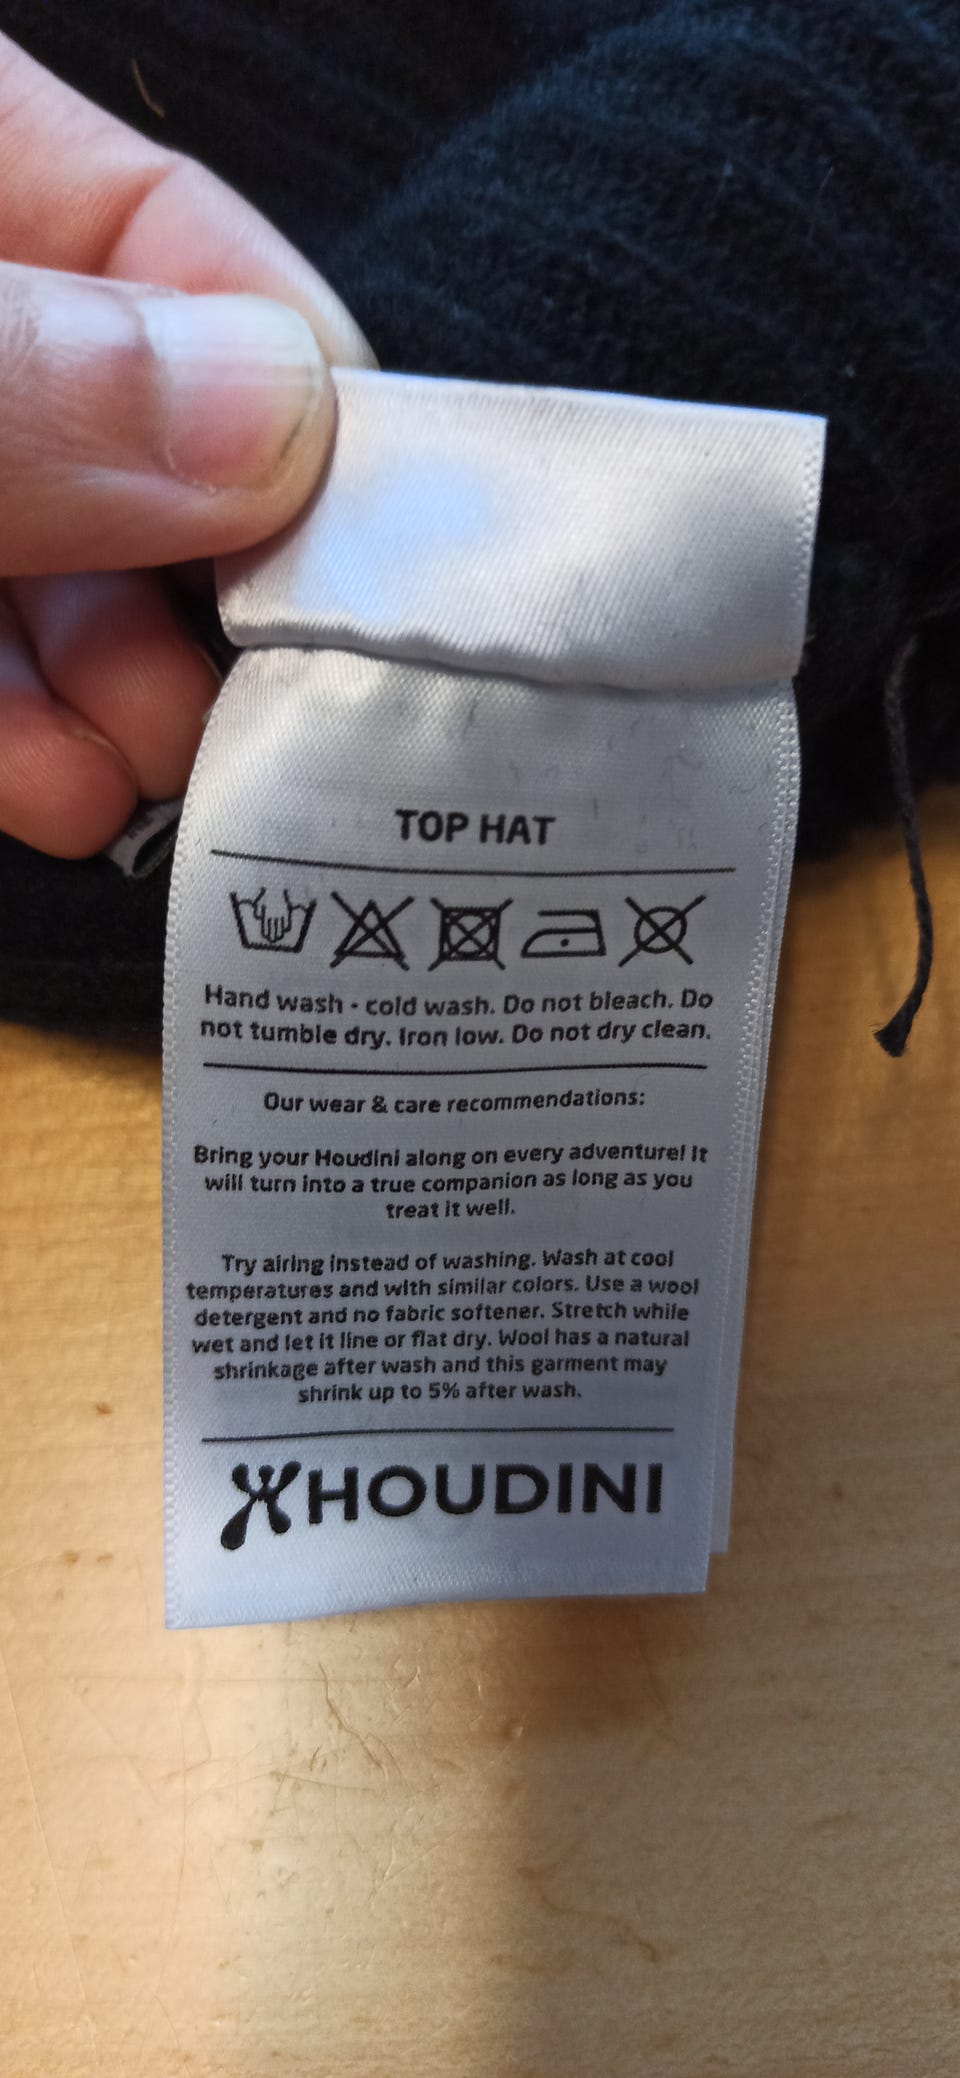 TOP HAT
Hand wash - cold wash. Do not bleach. Do
not tumble dry. Iron low. Do not dry clean.
Our wear & care recommendations:
Bring your Houdini along on every adventure! It
will turn into a true companion as long as you
treat it well.
Try airing instead of washing. Wash at cool
temperatures and with similar colors. Use a wool
detergent and no fabric softener. Stretch while
wet and let it line or flat dry. Wool has a natural
shrinkage after wash and this garment may
shrink up to 5% after wash.
HOUDINI